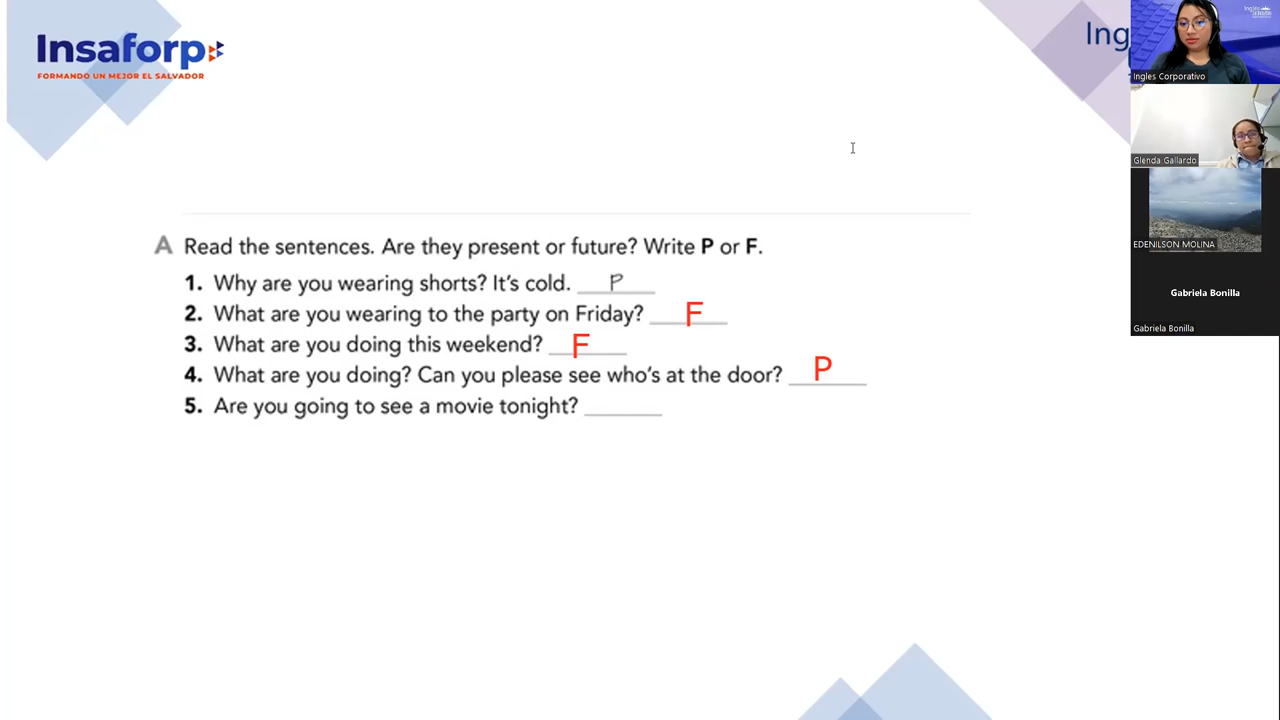 Insaforp
FORMANDO UN MEJOR EL SALVADOR
Ing
Ingles Corporativo
Glenda Gallardo
EDENILSON MOLINA
Gabriela Bonilla
Gabriela Bonilla
A Read the sentences. Are they present or future? Write P or F.
1. Why are you wearing shorts? It's cold. P
2. What are you wearing to the party on Friday? F
3. What are you doing this weekend? F
4. What are you doing? Can you please see who's at the door? P
5. Are you going to see a movie tonight?